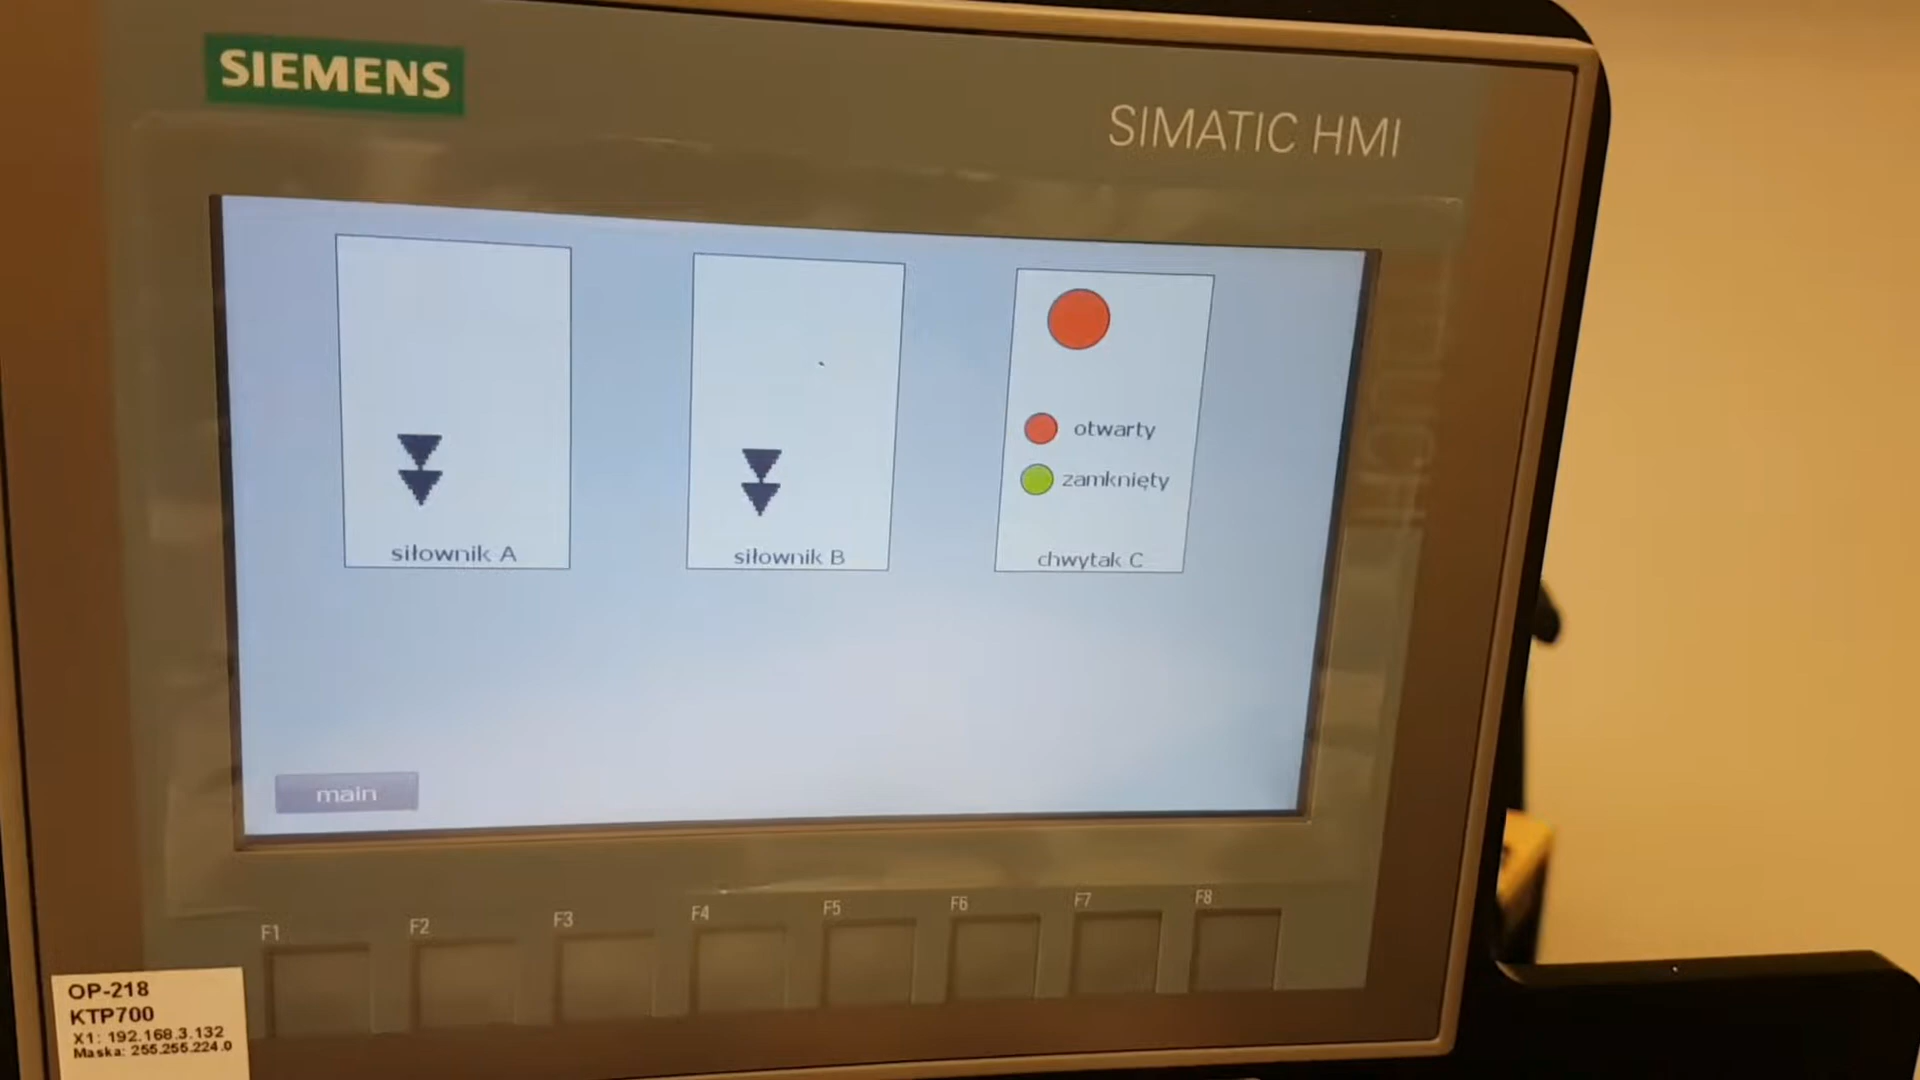 SIEMENS
SIMATIC HMI
otwarty
zamknięty
siłownik A
siłownik B
chwytak C
main
F1
F2
F3
F4
F5
F6
F7
F8
OP-218
KTP700
X1: 192.168.3.132
Maska: 255.255.224.0